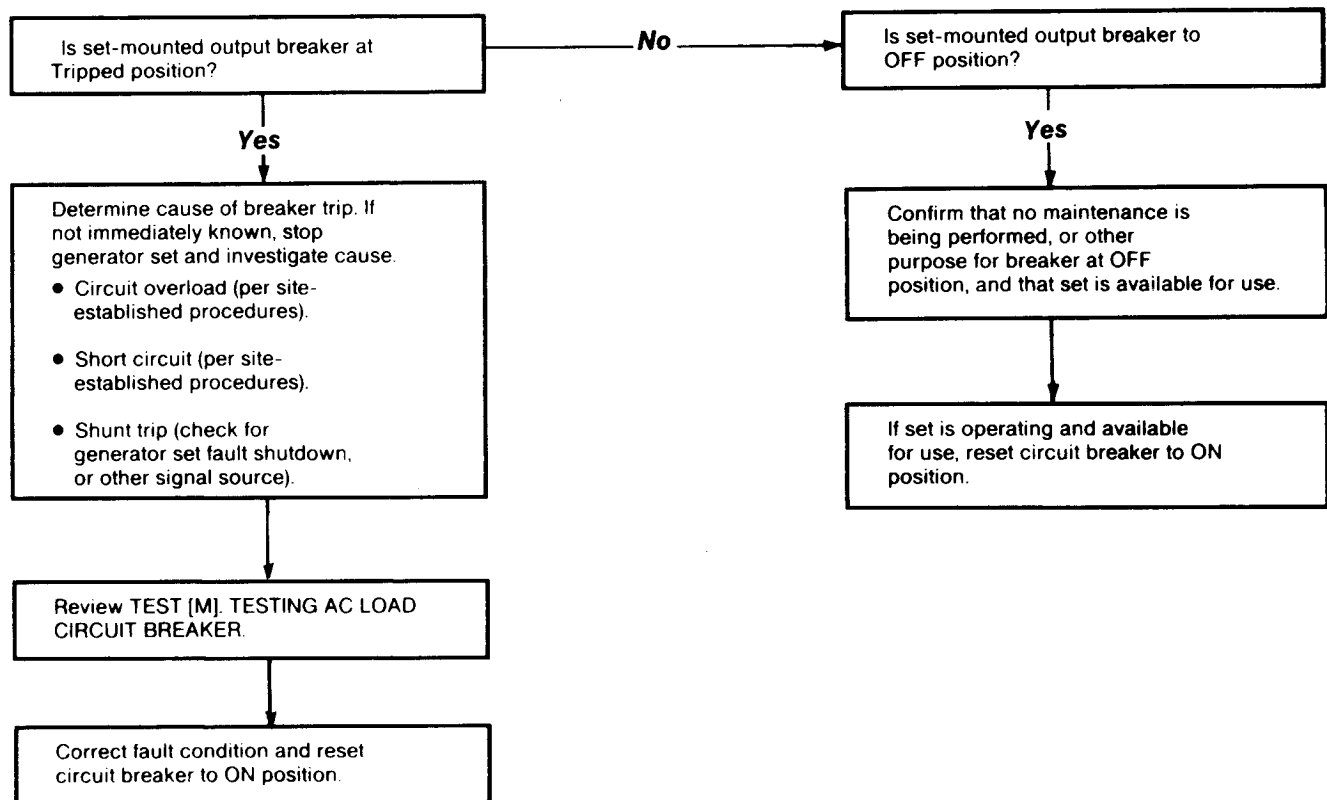 Is set-mounted output breaker at
Tripped position?
No
Is set-mounted output breaker to
OFF position?
Yes
Yes
Determine cause of breaker trip. If
not immediately known, stop
generator set and investigate cause.
● Circuit overload (per site-
established procedures).
● Short circuit (per site-
established procedures).
● Shunt trip (check for
generator set fault shutdown,
or other signal source).
Confirm that no maintenance is
being performed, or other
purpose for breaker at OFF
position, and that set is available for use.
If set is operating and available
for use, reset circuit breaker to ON
position.
Review TEST [M]. TESTING AC LOAD
CIRCUIT BREAKER.
Correct fault condition and reset
circuit breaker to ON position.